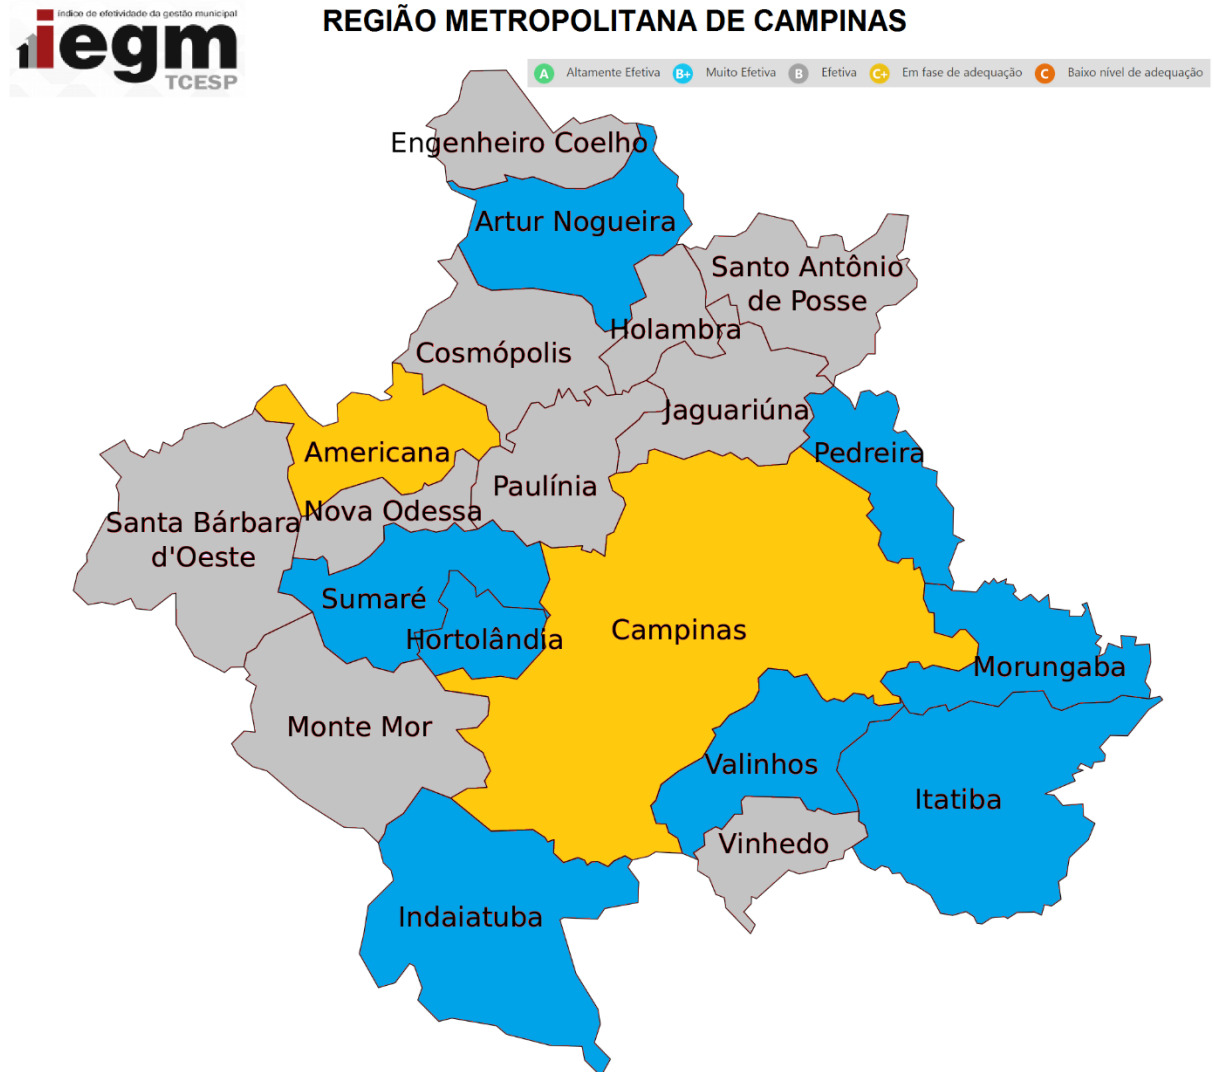 índice de efetividade da gestão municipal
iegm
TCESP
REGIÃO METROPOLITANA DE CAMPINAS
A Altamente Efetiva B+ Muito Efetiva B Efetiva C+ Em fase de adequação C Baixo nível de adequação
Engenheiro Coelho
Artur Nogueira
Santo Antônio
de Posse
Holambra
Cosmópolis
Jaguariúna
Americana
Pedreira
Paulínia
Nova Odessa
Santa Bárbara
d'Oeste
Sumaré
Hortolândia
Campinas
Morungaba
Monte Mor
Valinhos
Itatiba
Vinhedo
Indaiatuba